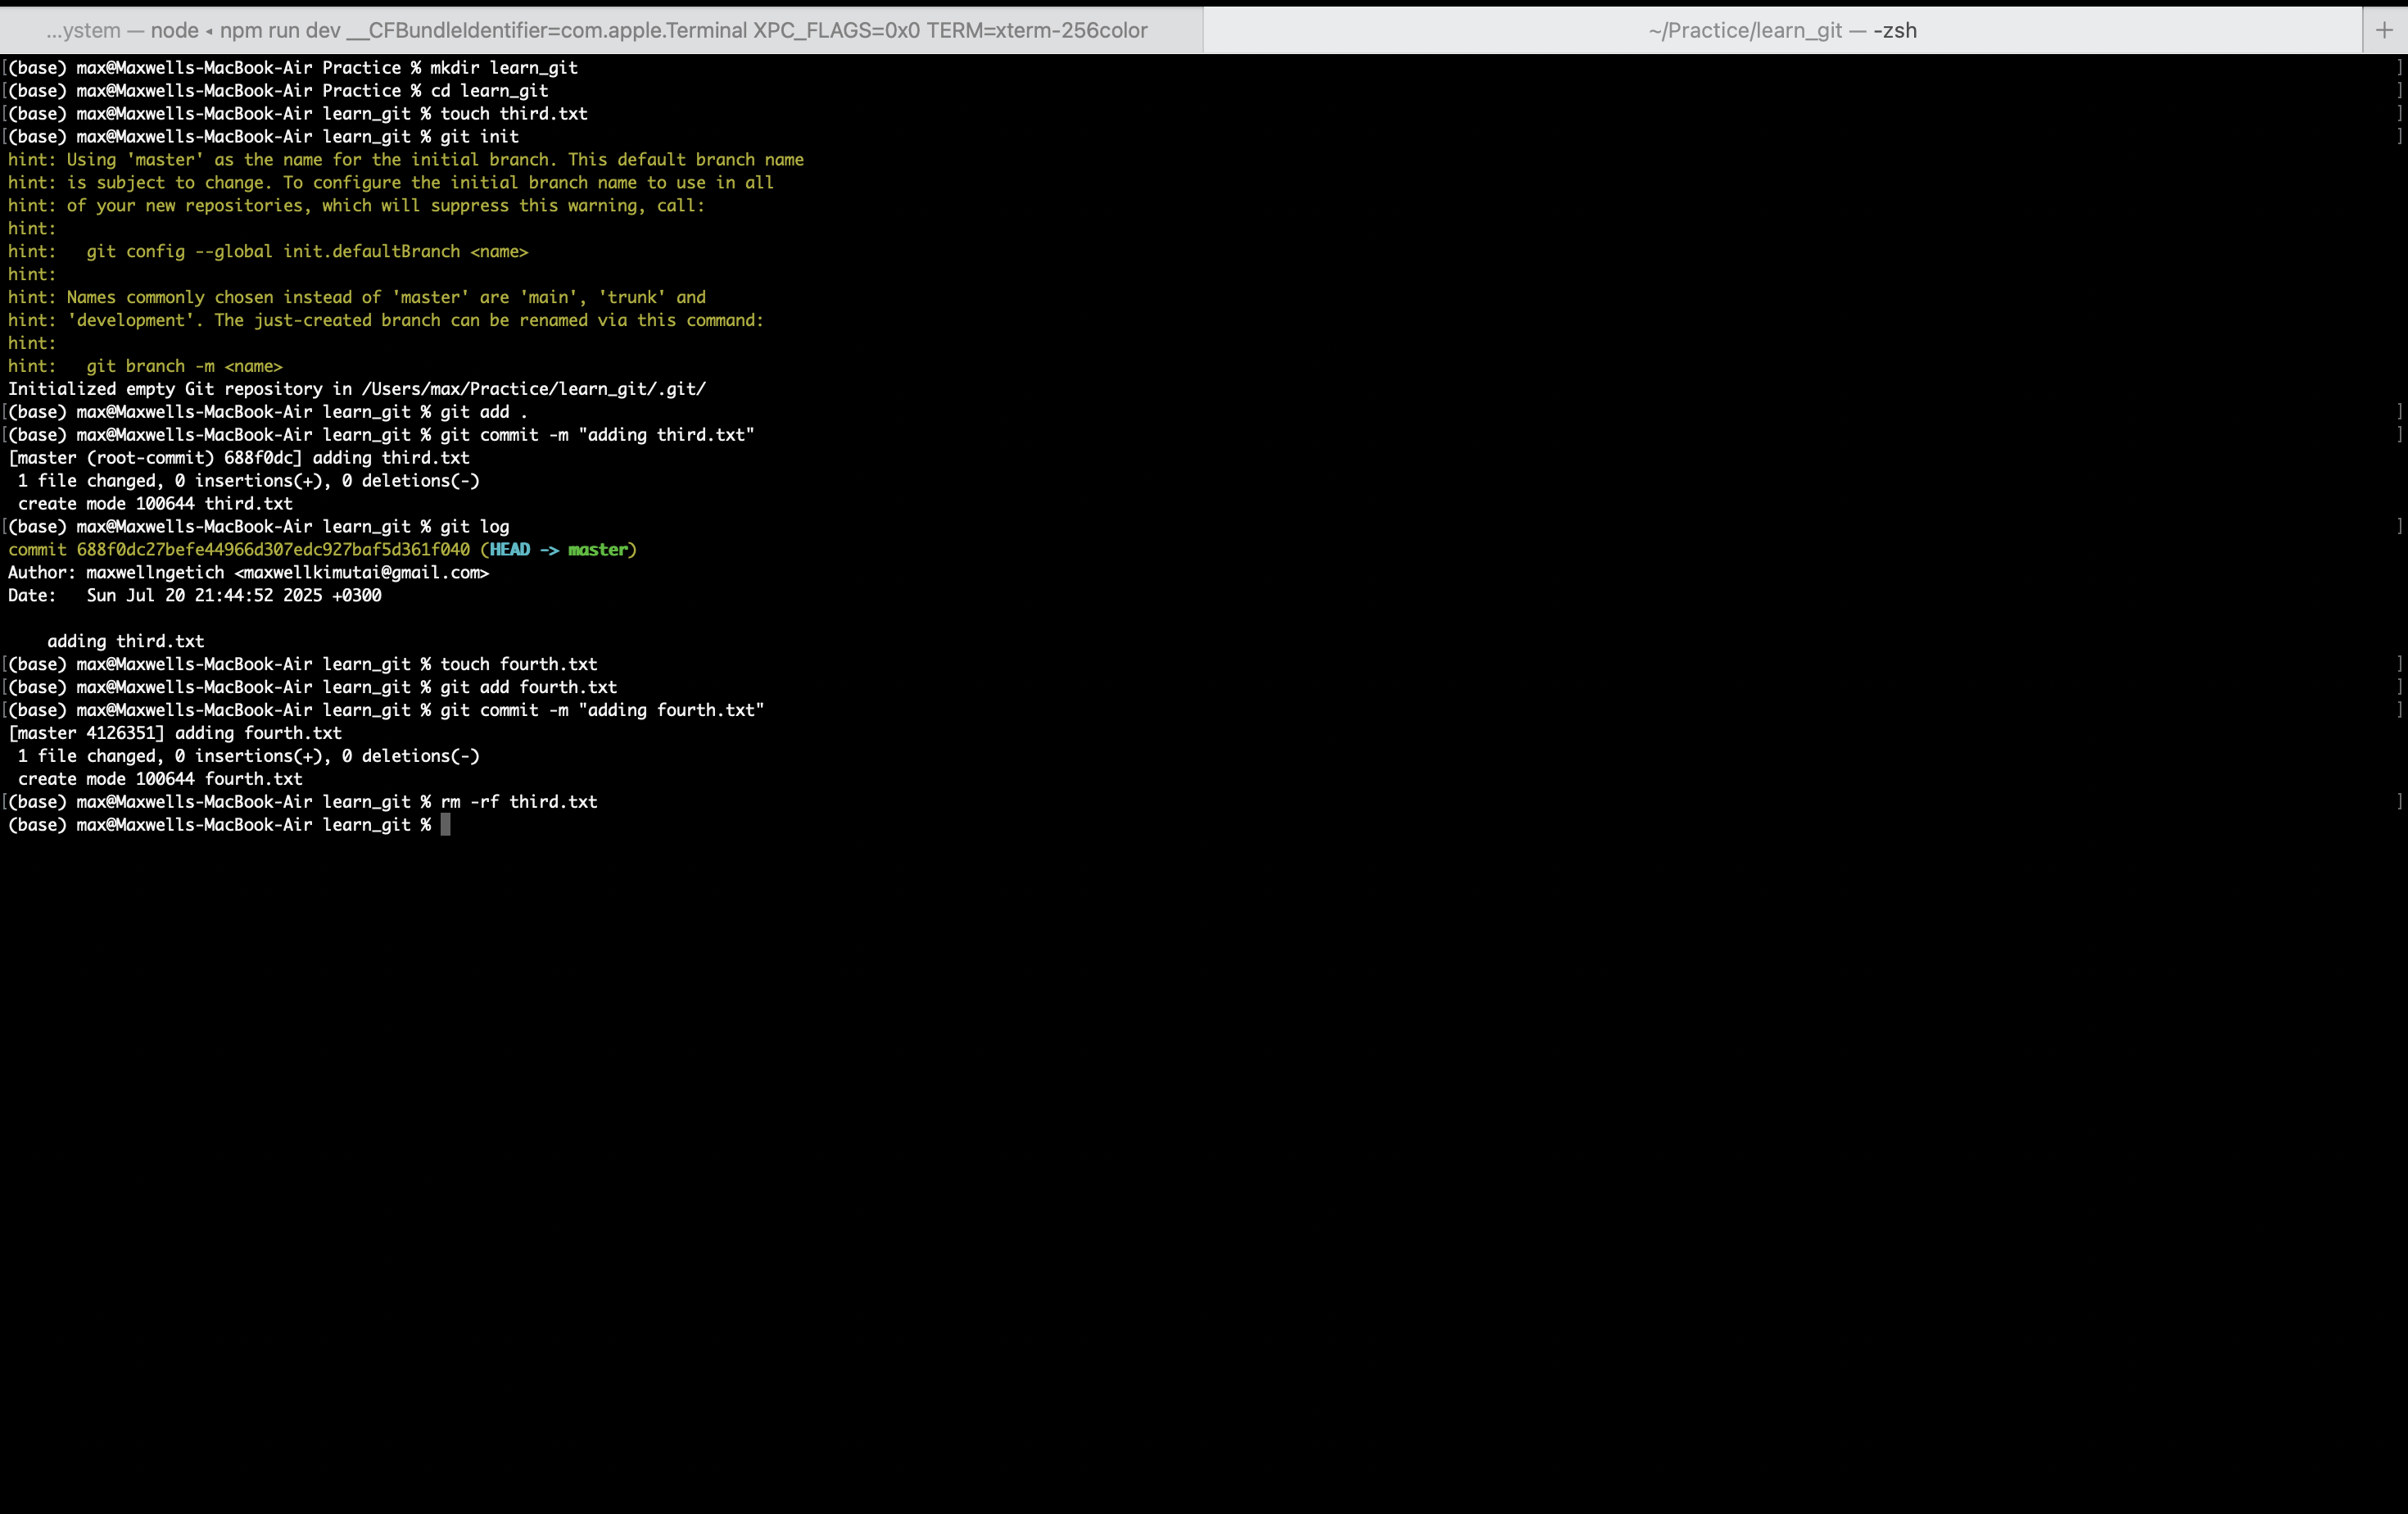 ...ystem — node ◂ npm run dev __CFBundleIdentifier=com.apple.Terminal XPC_FLAGS=0x0 TERM=xterm-256color
~/Practice/learn_git — -zsh
+
[(base) max@Maxwells-MacBook-Air Practice % mkdir learn_git ]
[(base) max@Maxwells-MacBook-Air Practice % cd learn_git ]
[(base) max@Maxwells-MacBook-Air learn_git % touch third.txt ]
[(base) max@Maxwells-MacBook-Air learn_git % git init ]
hint: Using 'master' as the name for the initial branch. This default branch name
hint: is subject to change. To configure the initial branch name to use in all
hint: of your new repositories, which will suppress this warning, call:
hint:
hint:   git config --global init.defaultBranch <name>
hint:
hint: Names commonly chosen instead of 'master' are 'main', 'trunk' and
hint: 'development'. The just-created branch can be renamed via this command:
hint:
hint:   git branch -m <name>
Initialized empty Git repository in /Users/max/Practice/learn_git/.git/
[(base) max@Maxwells-MacBook-Air learn_git % git add . ]
[(base) max@Maxwells-MacBook-Air learn_git % git commit -m "adding third.txt" ]
[master (root-commit) 688f0dc] adding third.txt
 1 file changed, 0 insertions(+), 0 deletions(-)
 create mode 100644 third.txt
[(base) max@Maxwells-MacBook-Air learn_git % git log ]
commit 688f0dc27befe44966d307edc927baf5d361f040 (HEAD -> master)
Author: maxwellngetich <maxwellkimutai@gmail.com>
Date:   Sun Jul 20 21:44:52 2025 +0300
    adding third.txt
[(base) max@Maxwells-MacBook-Air learn_git % touch fourth.txt ]
[(base) max@Maxwells-MacBook-Air learn_git % git add fourth.txt ]
[(base) max@Maxwells-MacBook-Air learn_git % git commit -m "adding fourth.txt" ]
[master 4126351] adding fourth.txt
 1 file changed, 0 insertions(+), 0 deletions(-)
 create mode 100644 fourth.txt
[(base) max@Maxwells-MacBook-Air learn_git % rm -rf third.txt ]
(base) max@Maxwells-MacBook-Air learn_git %